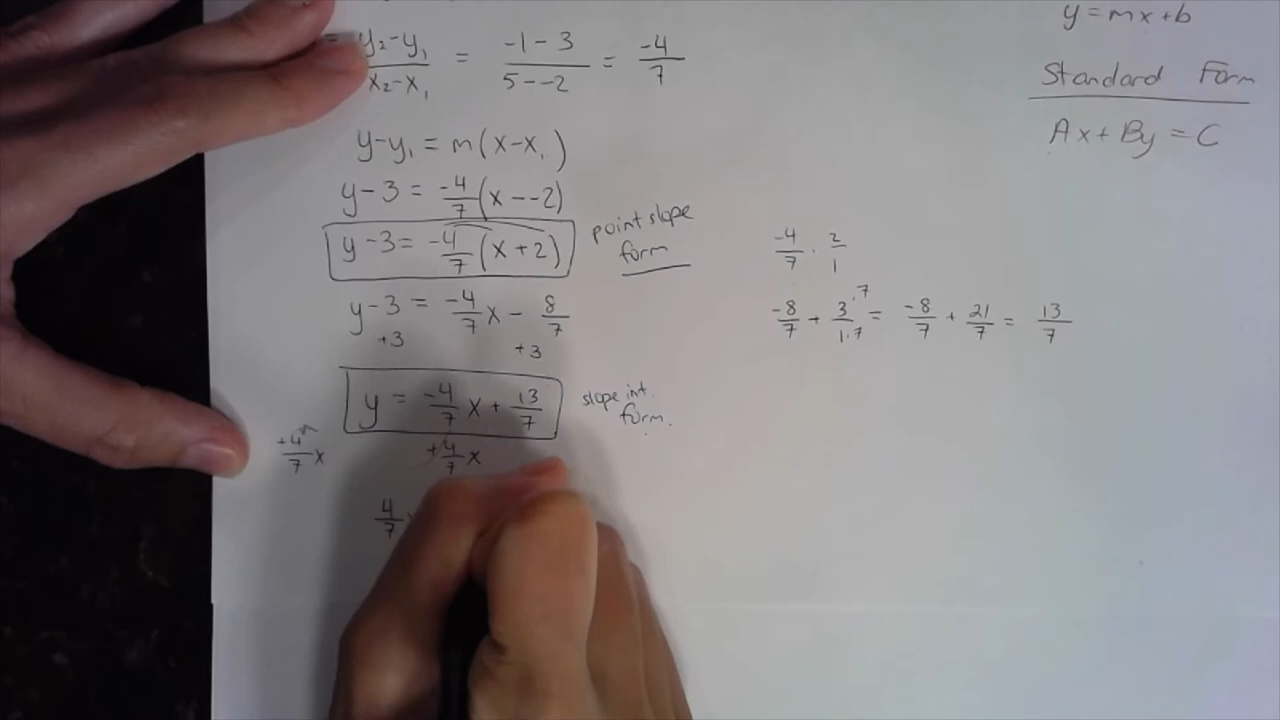 y = mx + b
= y₂-y₁ / x₂-x₁ = -1-3 / 5--2 = -4/7
Standard Form
Ax + By = C
y-y₁ = m(x-x₁)
y-3 = -4/7 (x--2)
y-3 = -4/7 (x+2) point slope form
-4/7 · 2/1
y-3 = -4/7 x - 8/7
+3 +3
-8/7 + 3·7/1·7 = -8/7 + 21/7 = 13/7
y = -4/7 x + 13/7 slope int. form.
+4/7 x +4/7 x
4/7